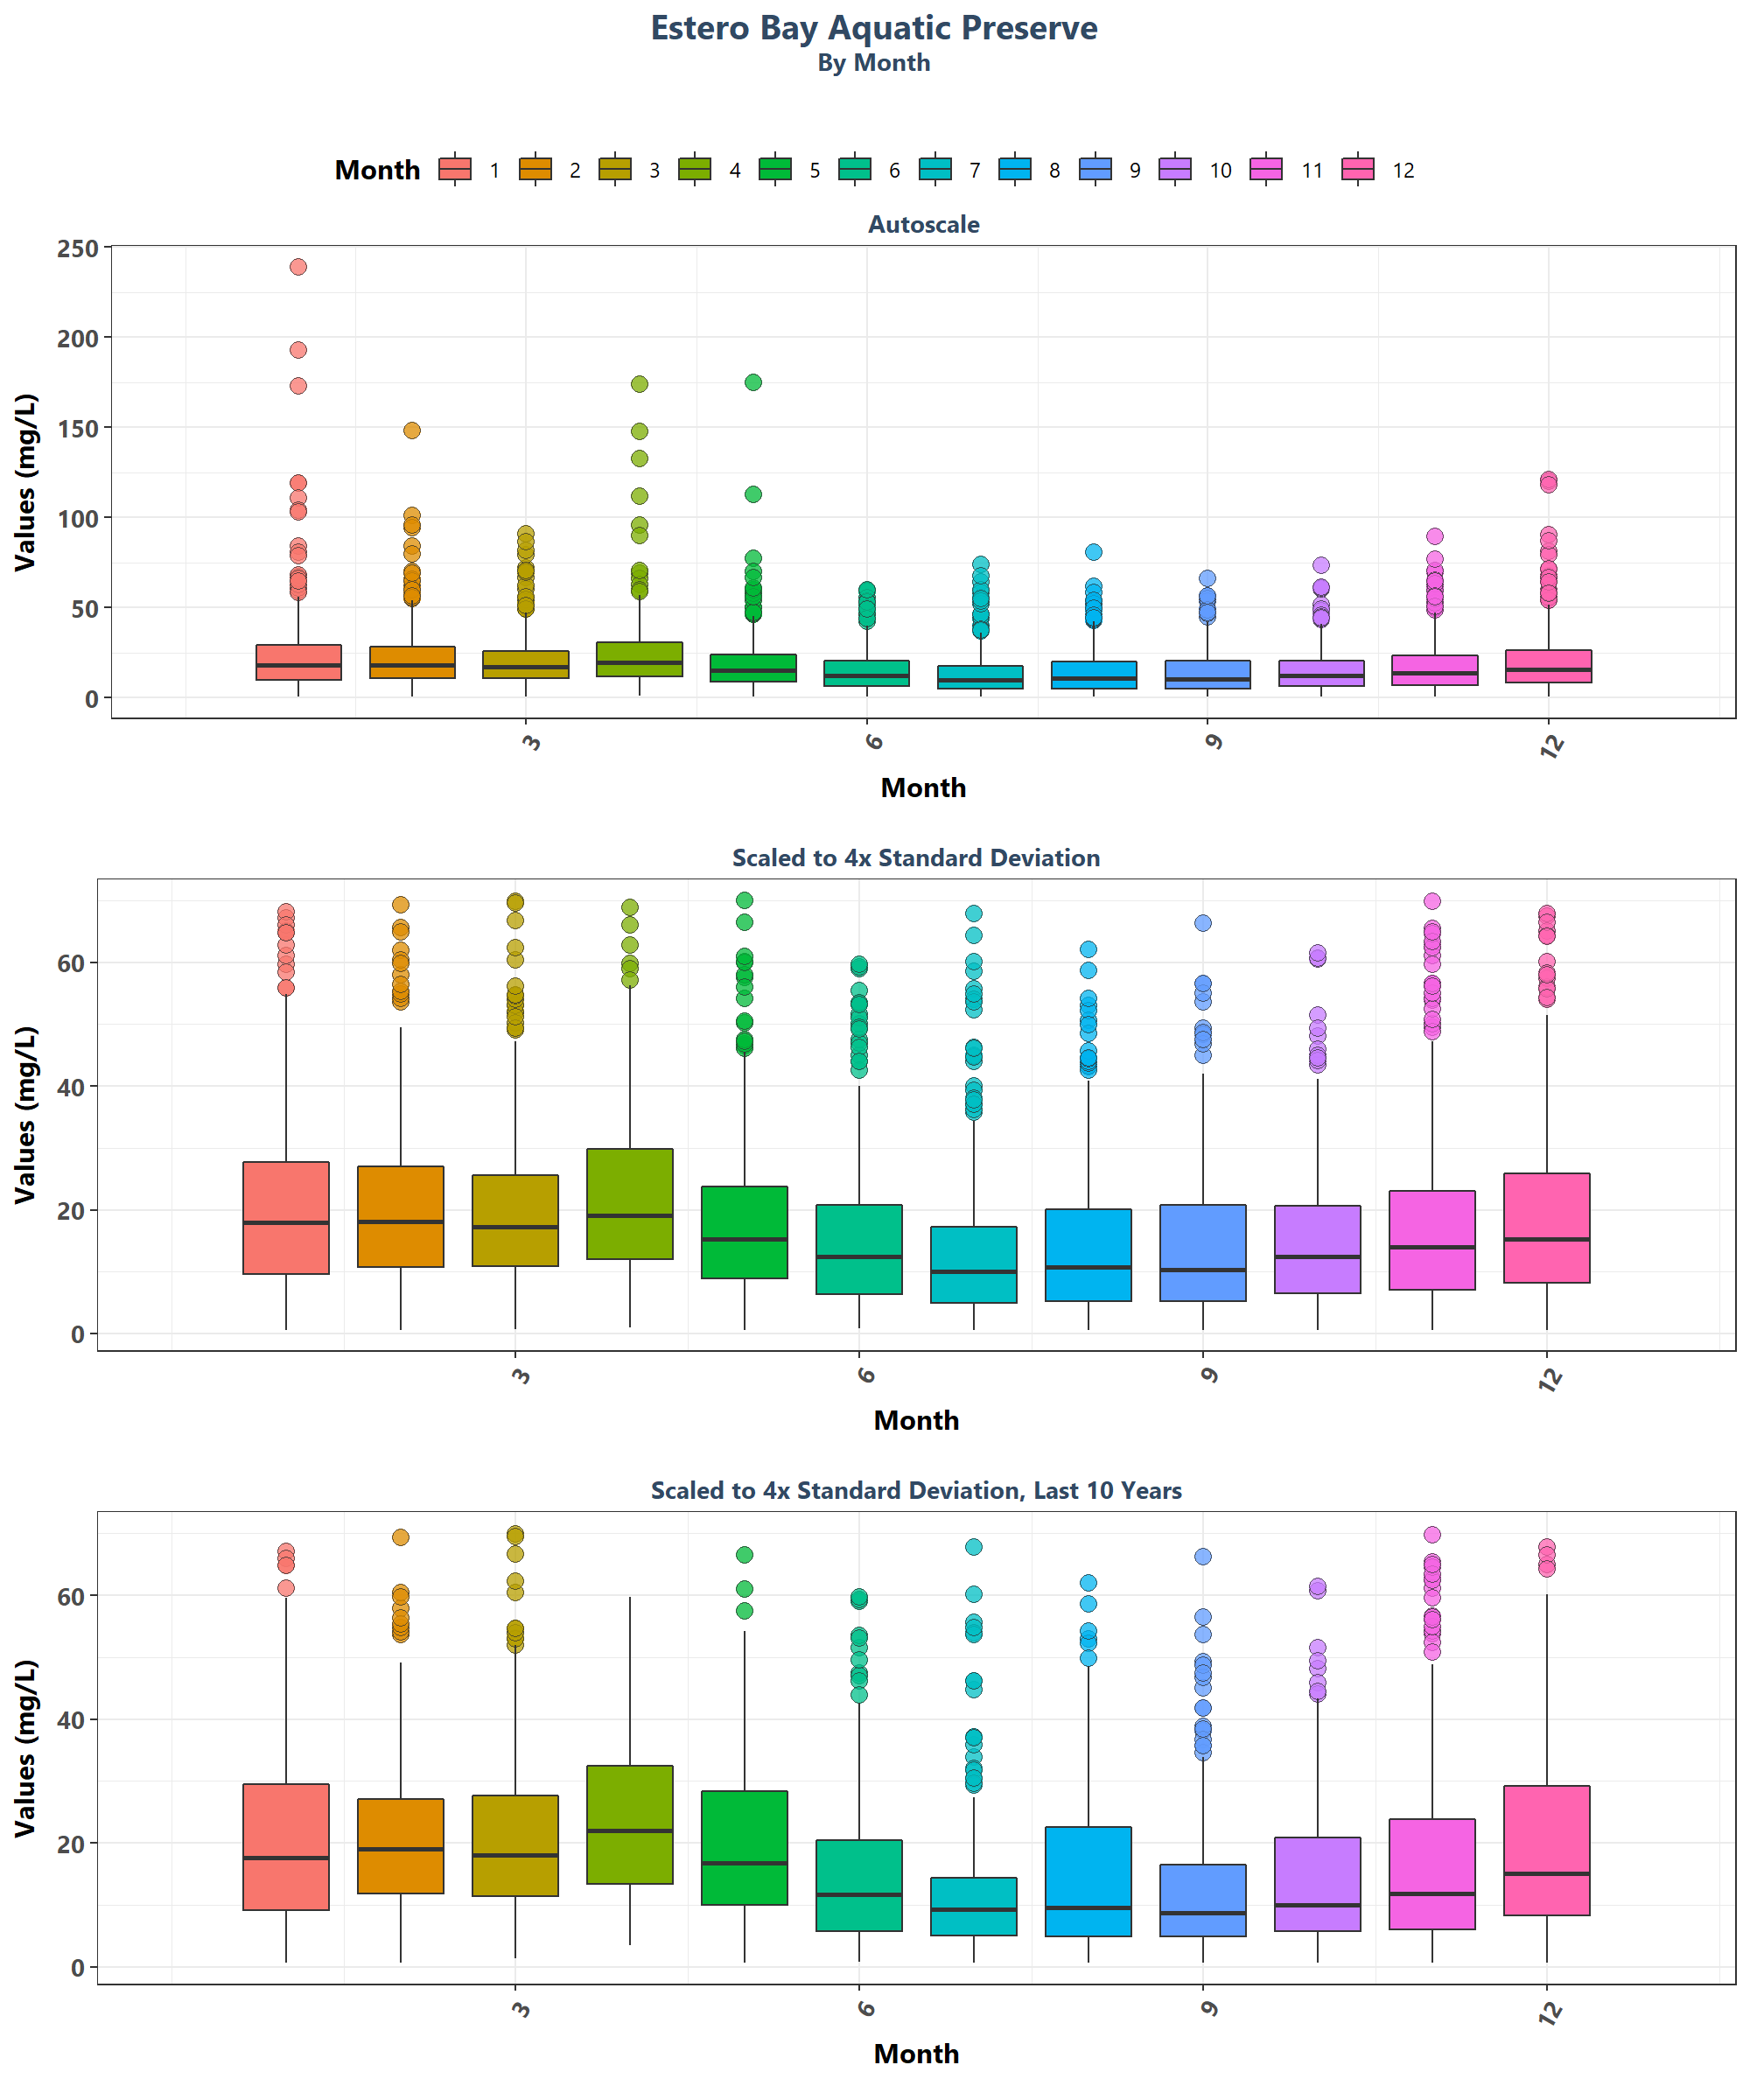 Estero Bay Aquatic Preserve
By Month
Month 1 2 3 4 5 6 7 8 9 10 11 12
Autoscale
Values (mg/L)
250
200
150
100
50
0
3 6 9 12
Month
Scaled to 4x Standard Deviation
Values (mg/L)
60
40
20
0
3 6 9 12
Month
Scaled to 4x Standard Deviation, Last 10 Years
Values (mg/L)
60
40
20
0
3 6 9 12
Month